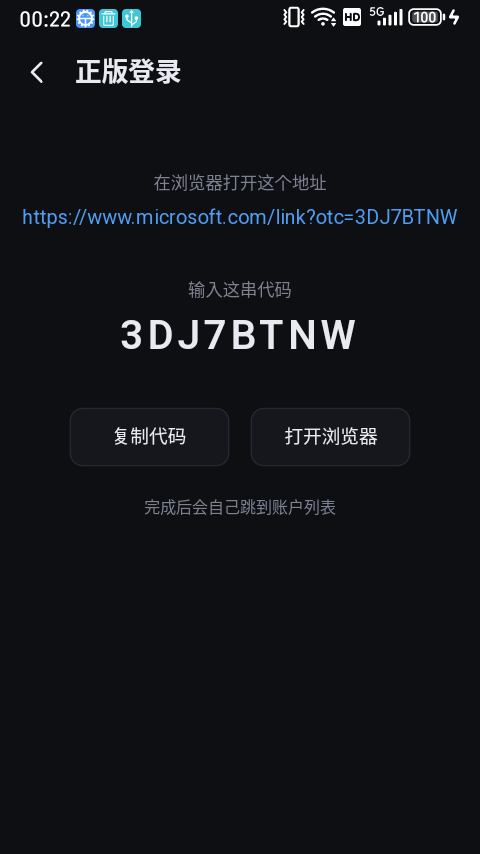 00:22
HD
5G
100
正版登录
在浏览器打开这个地址
https://www.microsoft.com/link?otc=3DJ7BTNW
输入这串代码
3DJ7BTNW
复制代码
打开浏览器
完成后会自己跳到账户列表